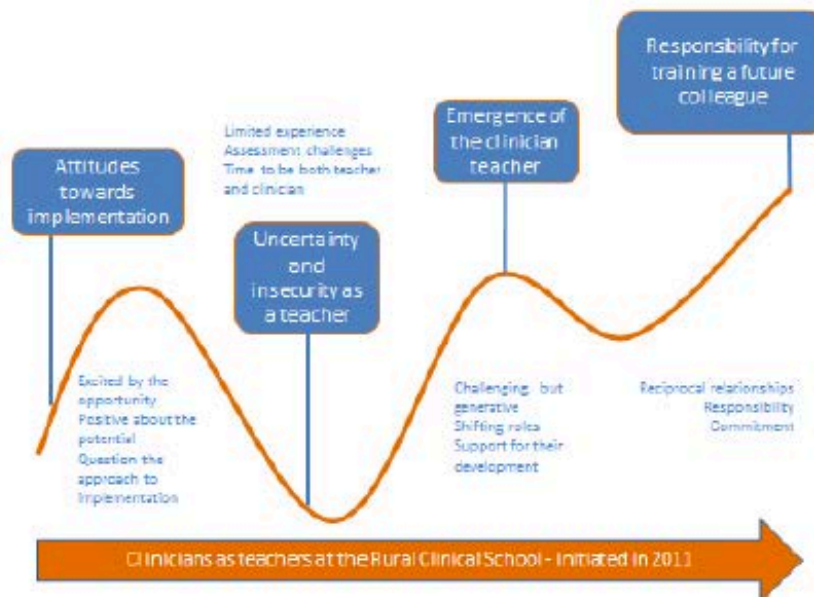 Attitudes
towards
implementation
Excited by the
opportunity
Positive about the
potential
Question the
approach to
Implementation
Limited experience
Assessment challenges
Time to be both teacher
and clinician
Uncertainty
and
insecurity as
a teacher
Emergence of
the clinician
teacher
Challenging but
generative
Shifting roles
Support for their
development
Responsibility for
training a future
colleague
Reciprocal relationships
Responsibility
Commitment
Clinicians as teachers at the Rural Clinical School - initiated in 2011